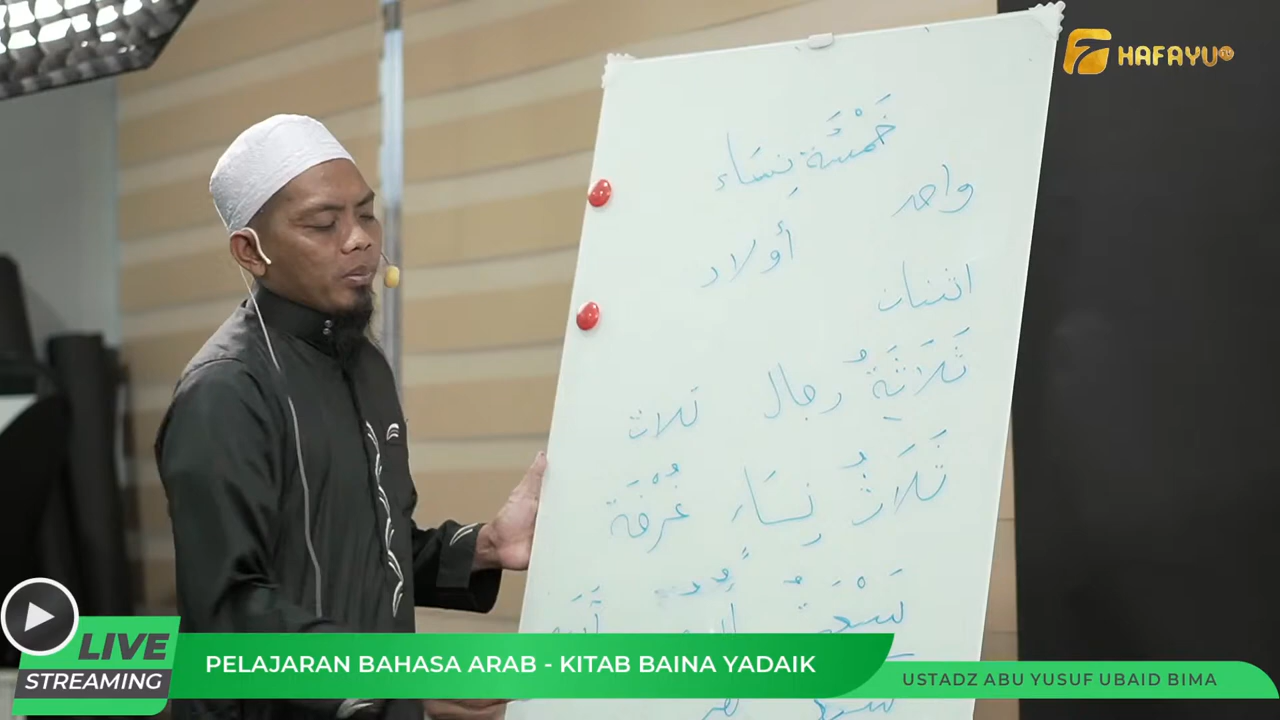 HAFAYU
خَمْسَةُ نِسَاء
واحد
أولاد
اثنان
ثَلَاثَةُ رجال ثلاث
ثَلَاثُ نِسَاءٍ غُرْفَة
LIVE
STREAMING
PELAJARAN BAHASA ARAB - KITAB BAINA YADAIK
USTADZ ABU YUSUF UBAID BIMA